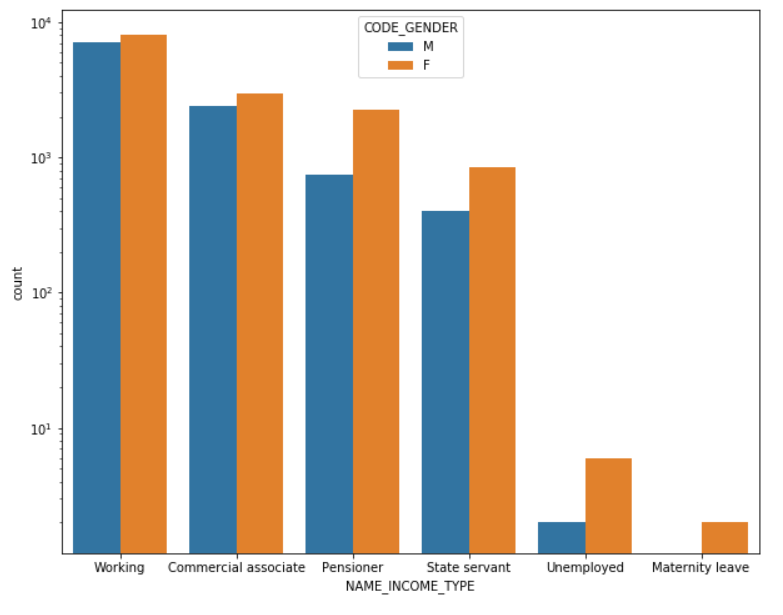 CODE_GENDER
M
F
10⁴
10³
10²
10¹
count
Working Commercial associate Pensioner State servant Unemployed Maternity leave
NAME_INCOME_TYPE